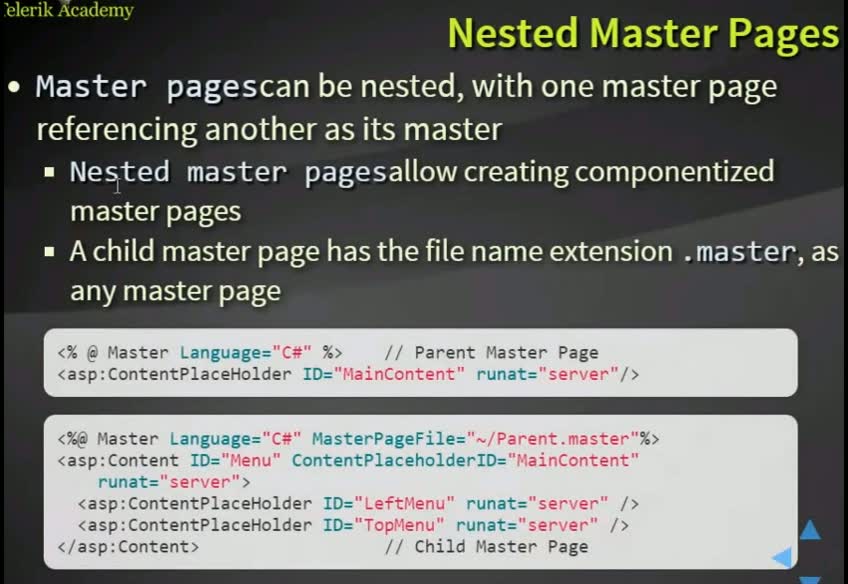 Telerik Academy
Nested Master Pages
• Master pagescan be nested, with one master page
referencing another as its master
▪ Nested master pagesallow creating componentized
master pages
▪ A child master page has the file name extension .master, as
any master page
<% @ Master Language="C#" %>    // Parent Master Page
<asp:ContentPlaceHolder ID="MainContent" runat="server"/>
<%@ Master Language="C#" MasterPageFile="~/Parent.master"%>
<asp:Content ID="Menu" ContentPlaceholderID="MainContent"
    runat="server">
  <asp:ContentPlaceHolder ID="LeftMenu" runat="server" />
  <asp:ContentPlaceHolder ID="TopMenu" runat="server" />
</asp:Content>                  // Child Master Page